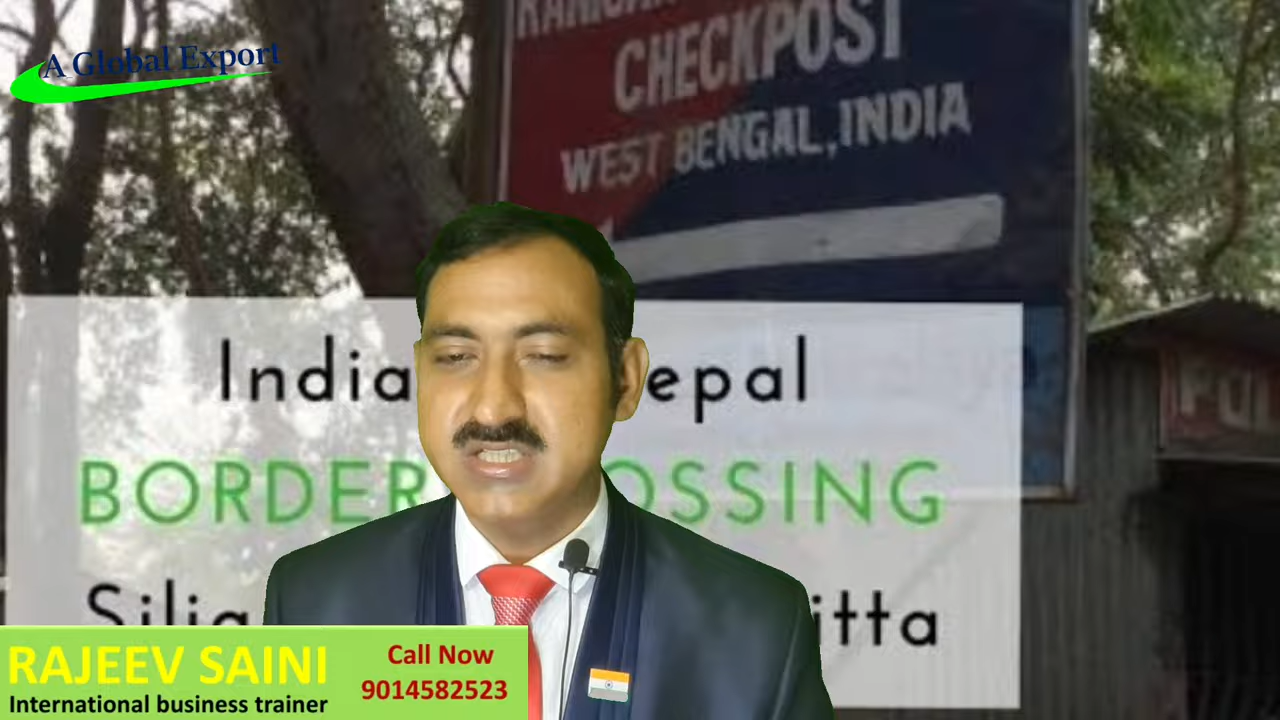 A Global Export
CHECKPOST
WEST BENGAL, INDIA
India epal
BORDER OSSING
Silig itta
RAJEEV SAINI
International business trainer
Call Now
9014582523